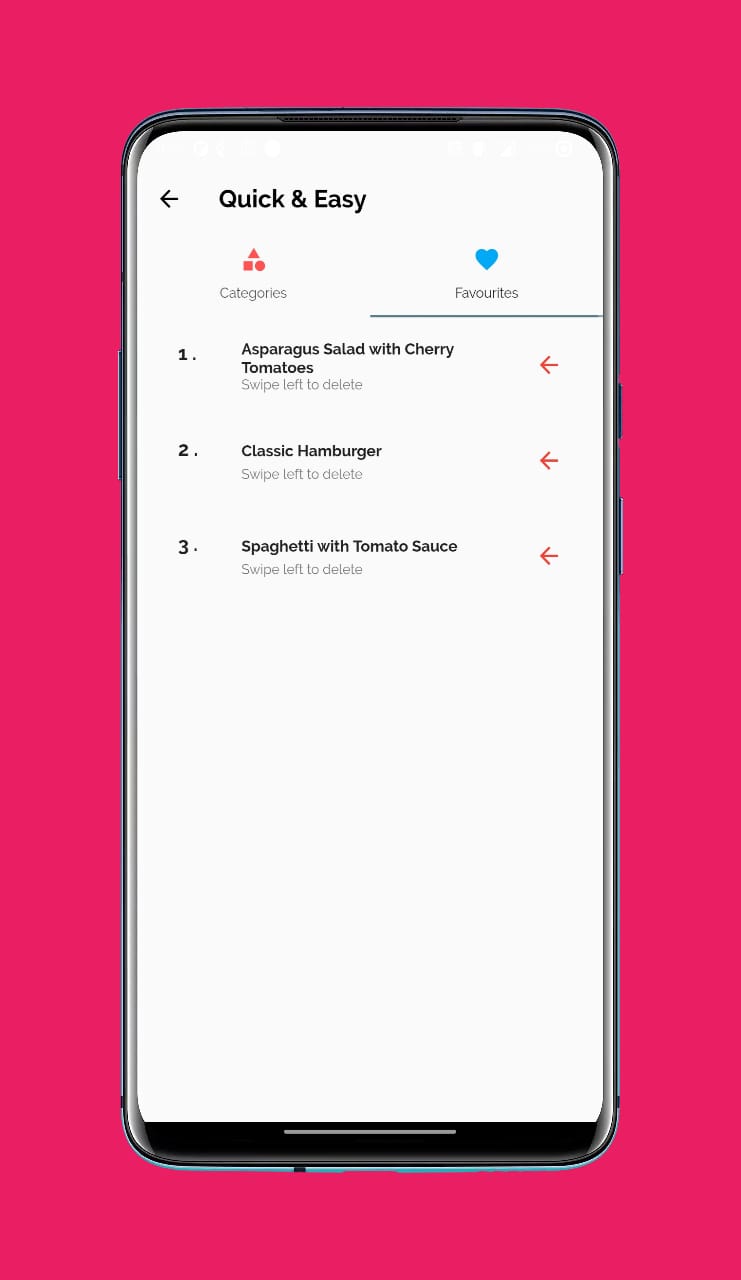 Quick & Easy
Categories
Favourites
1. Asparagus Salad with Cherry
Tomatoes
Swipe left to delete
2. Classic Hamburger
Swipe left to delete
3. Spaghetti with Tomato Sauce
Swipe left to delete